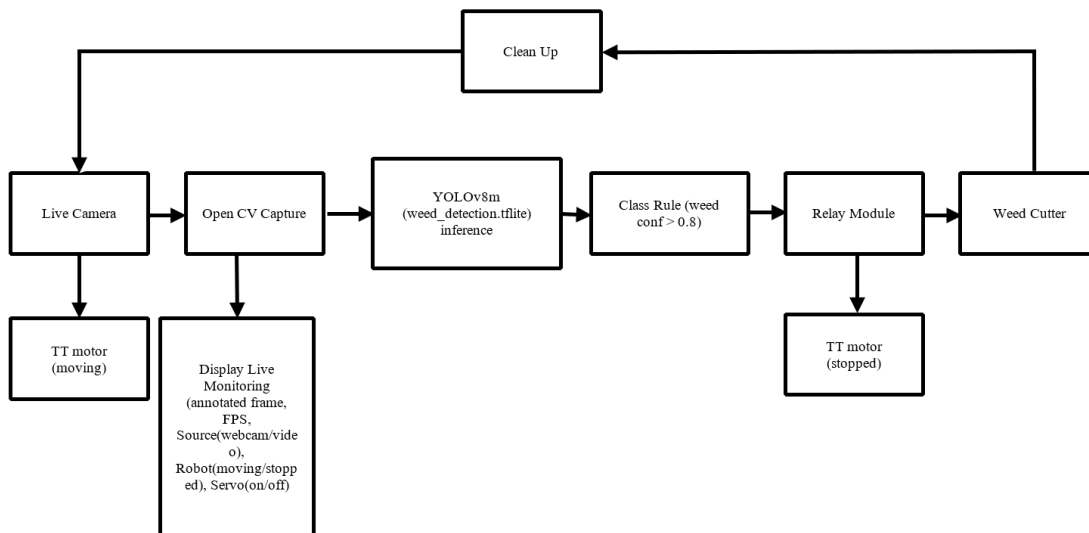 Clean Up
Live Camera
Open CV Capture
YOLOv8m
(weed_detection.tflite)
inference
Class Rule (weed
conf > 0.8)
Relay Module
Weed Cutter
TT motor
(moving)
Display Live
Monitoring
(annotated frame,
FPS,
Source(webcam/vide
o),
Robot(moving/stopp
ed), Servo(on/off)
TT motor
(stopped)